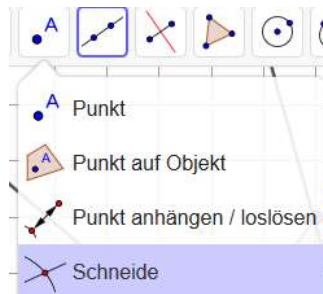 A
A Punkt
A Punkt auf Objekt
Punkt anhängen / loslösen
Schneide